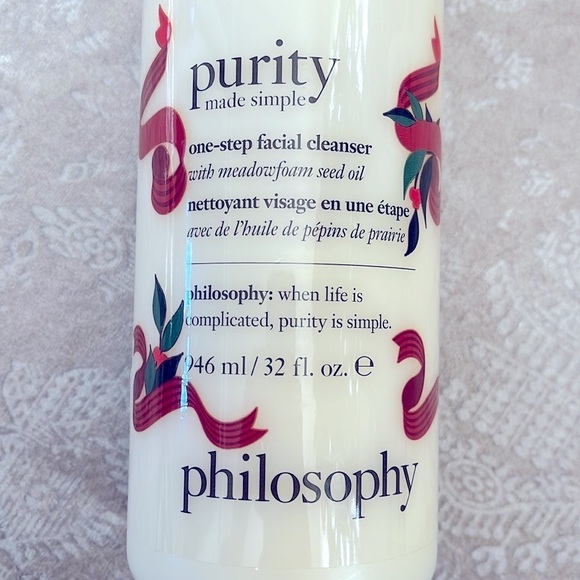 purity
made simple
one-step facial cleanser
with meadowfoam seed oil
nettoyant visage en une étape
avec de l'huile de pépins de prairie
philosophy: when life is
complicated, purity is simple.
946 ml / 32 fl. oz. ℮
philosophy